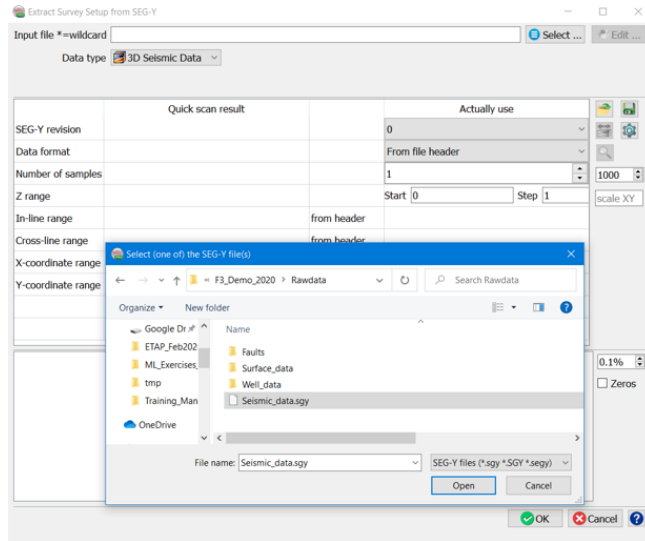 Extract Survey Setup from SEG-Y
Input file *=wildcard
Select ...
Edit ...
Data type
3D Seismic Data
Quick scan result
Actually use
SEG-Y revision
0
Data format
From file header
Number of samples
1
1000
Z range
Start 0
Step 1
scale XY
In-line range
from header
Cross-line range
from header
X-coordinate range
Y-coordinate range
Select (one of) the SEG-Y file(s)
« F3_Demo_2020 > Rawdata
Search Rawdata
Organize
New folder
Google Dr
ETAP_Feb202
ML_Exercises_
tmp
Training_Man
OneDrive
Name
Faults
Surface_data
Well_data
Seismic_data.sgy
File name: Seismic_data.sgy
SEG-Y files (*.sgy *.SGY *.segy)
Open
Cancel
0.1%
Zeros
OK
Cancel